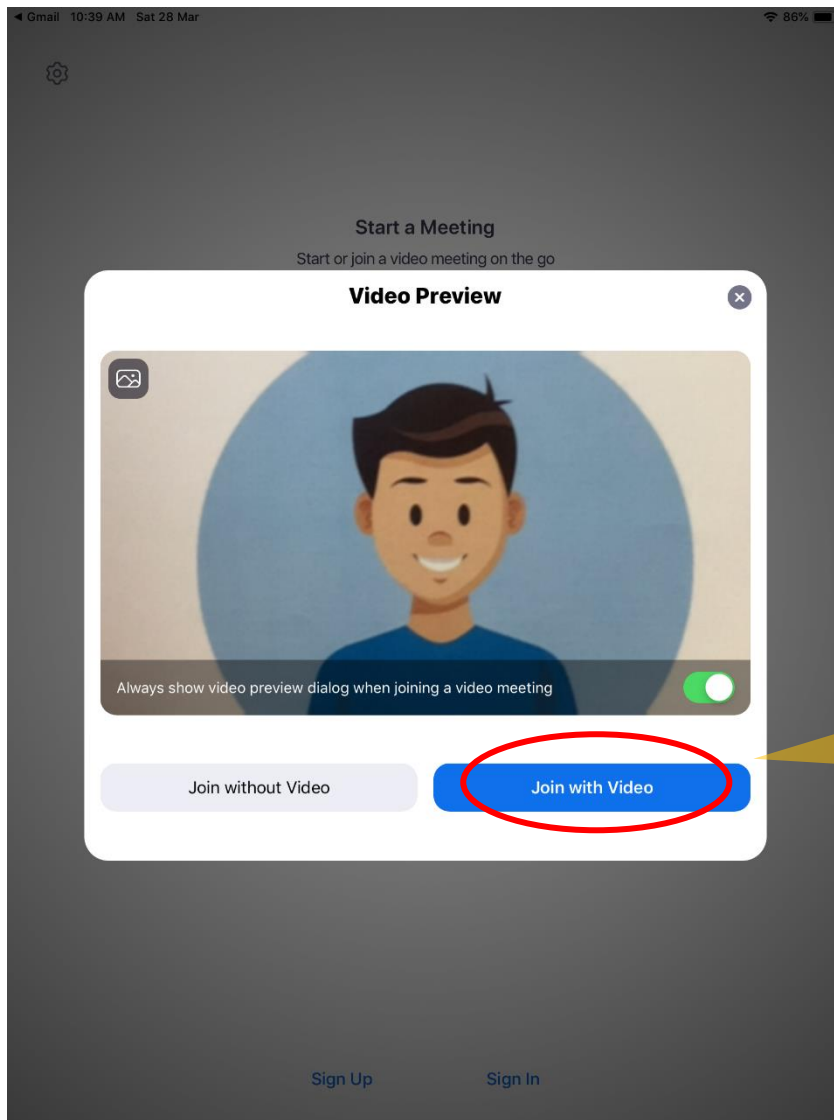 ◀ Gmail 10:39 AM Sat 28 Mar 86%
Start a Meeting
Start or join a video meeting on the go
Video Preview
Always show video preview dialog when joining a video meeting
Join without Video Join with Video
Sign Up Sign In